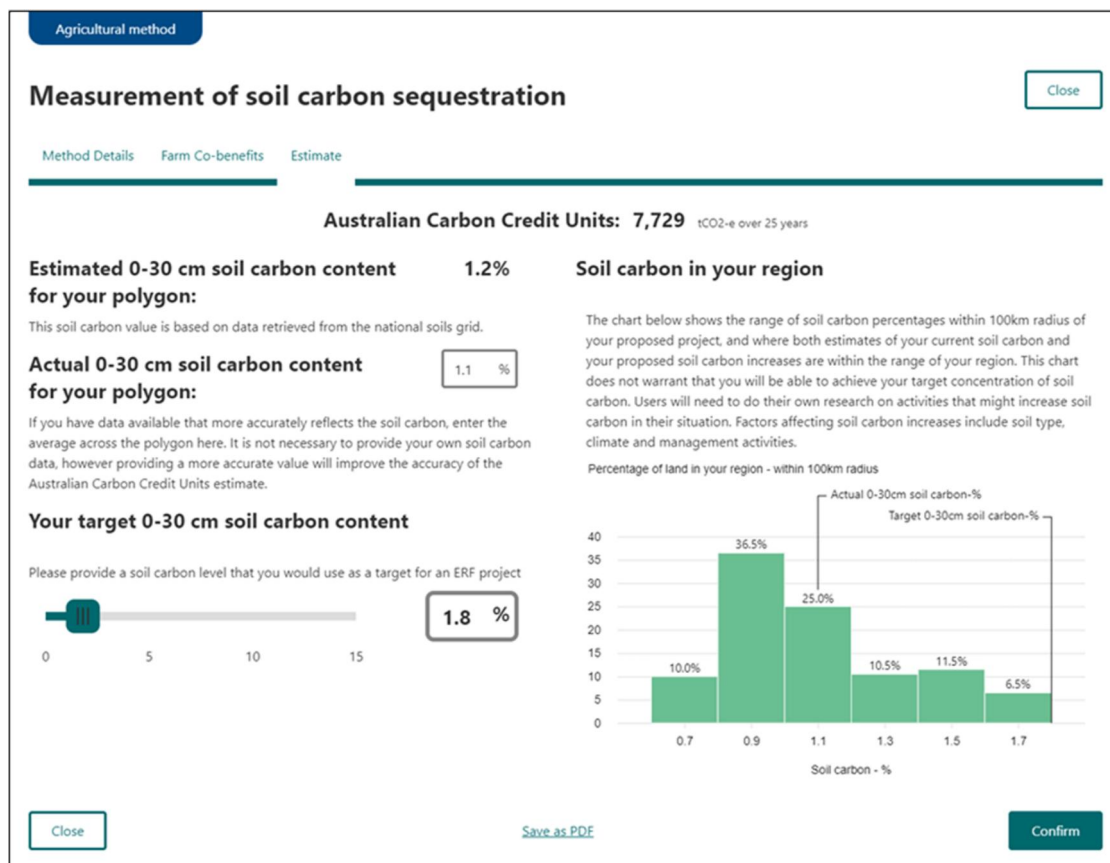 Agricultural method
Measurement of soil carbon sequestration
Close
Method Details
Farm Co-benefits
Estimate
Australian Carbon Credit Units: 7,729 tCO2-e over 25 years
Estimated 0-30 cm soil carbon content
for your polygon:
1.2%
This soil carbon value is based on data retrieved from the national soils grid.
Actual 0-30 cm soil carbon content
for your polygon:
1.1 %
If you have data available that more accurately reflects the soil carbon, enter the
average across the polygon here. It is not necessary to provide your own soil carbon
data, however providing a more accurate value will improve the accuracy of the
Australian Carbon Credit Units estimate.
Your target 0-30 cm soil carbon content
Please provide a soil carbon level that you would use as a target for an ERF project
1.8 %
0 5 10 15
Soil carbon in your region
The chart below shows the range of soil carbon percentages within 100km radius of
your proposed project, and where both estimates of your current soil carbon and
your proposed soil carbon increases are within the range of your region. This chart
does not warrant that you will be able to achieve your target concentration of soil
carbon. Users will need to do their own research on activities that might increase soil
carbon in their situation. Factors affecting soil carbon increases include soil type,
climate and management activities.
Percentage of land in your region - within 100km radius
Actual 0-30cm soil carbon-%
Target 0-30cm soil carbon-%
40
35
30
25
20
15
10
5
0
10.0%
36.5%
25.0%
10.5%
11.5%
6.5%
0.7 0.9 1.1 1.3 1.5 1.7
Soil carbon - %
Close
Save as PDF
Confirm